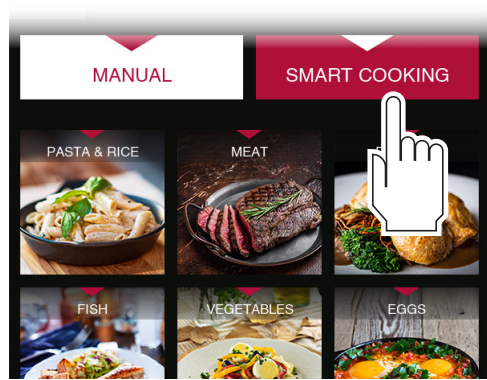 MANUAL
SMART COOKING
PASTA & RICE
MEAT
FISH
VEGETABLES
EGGS